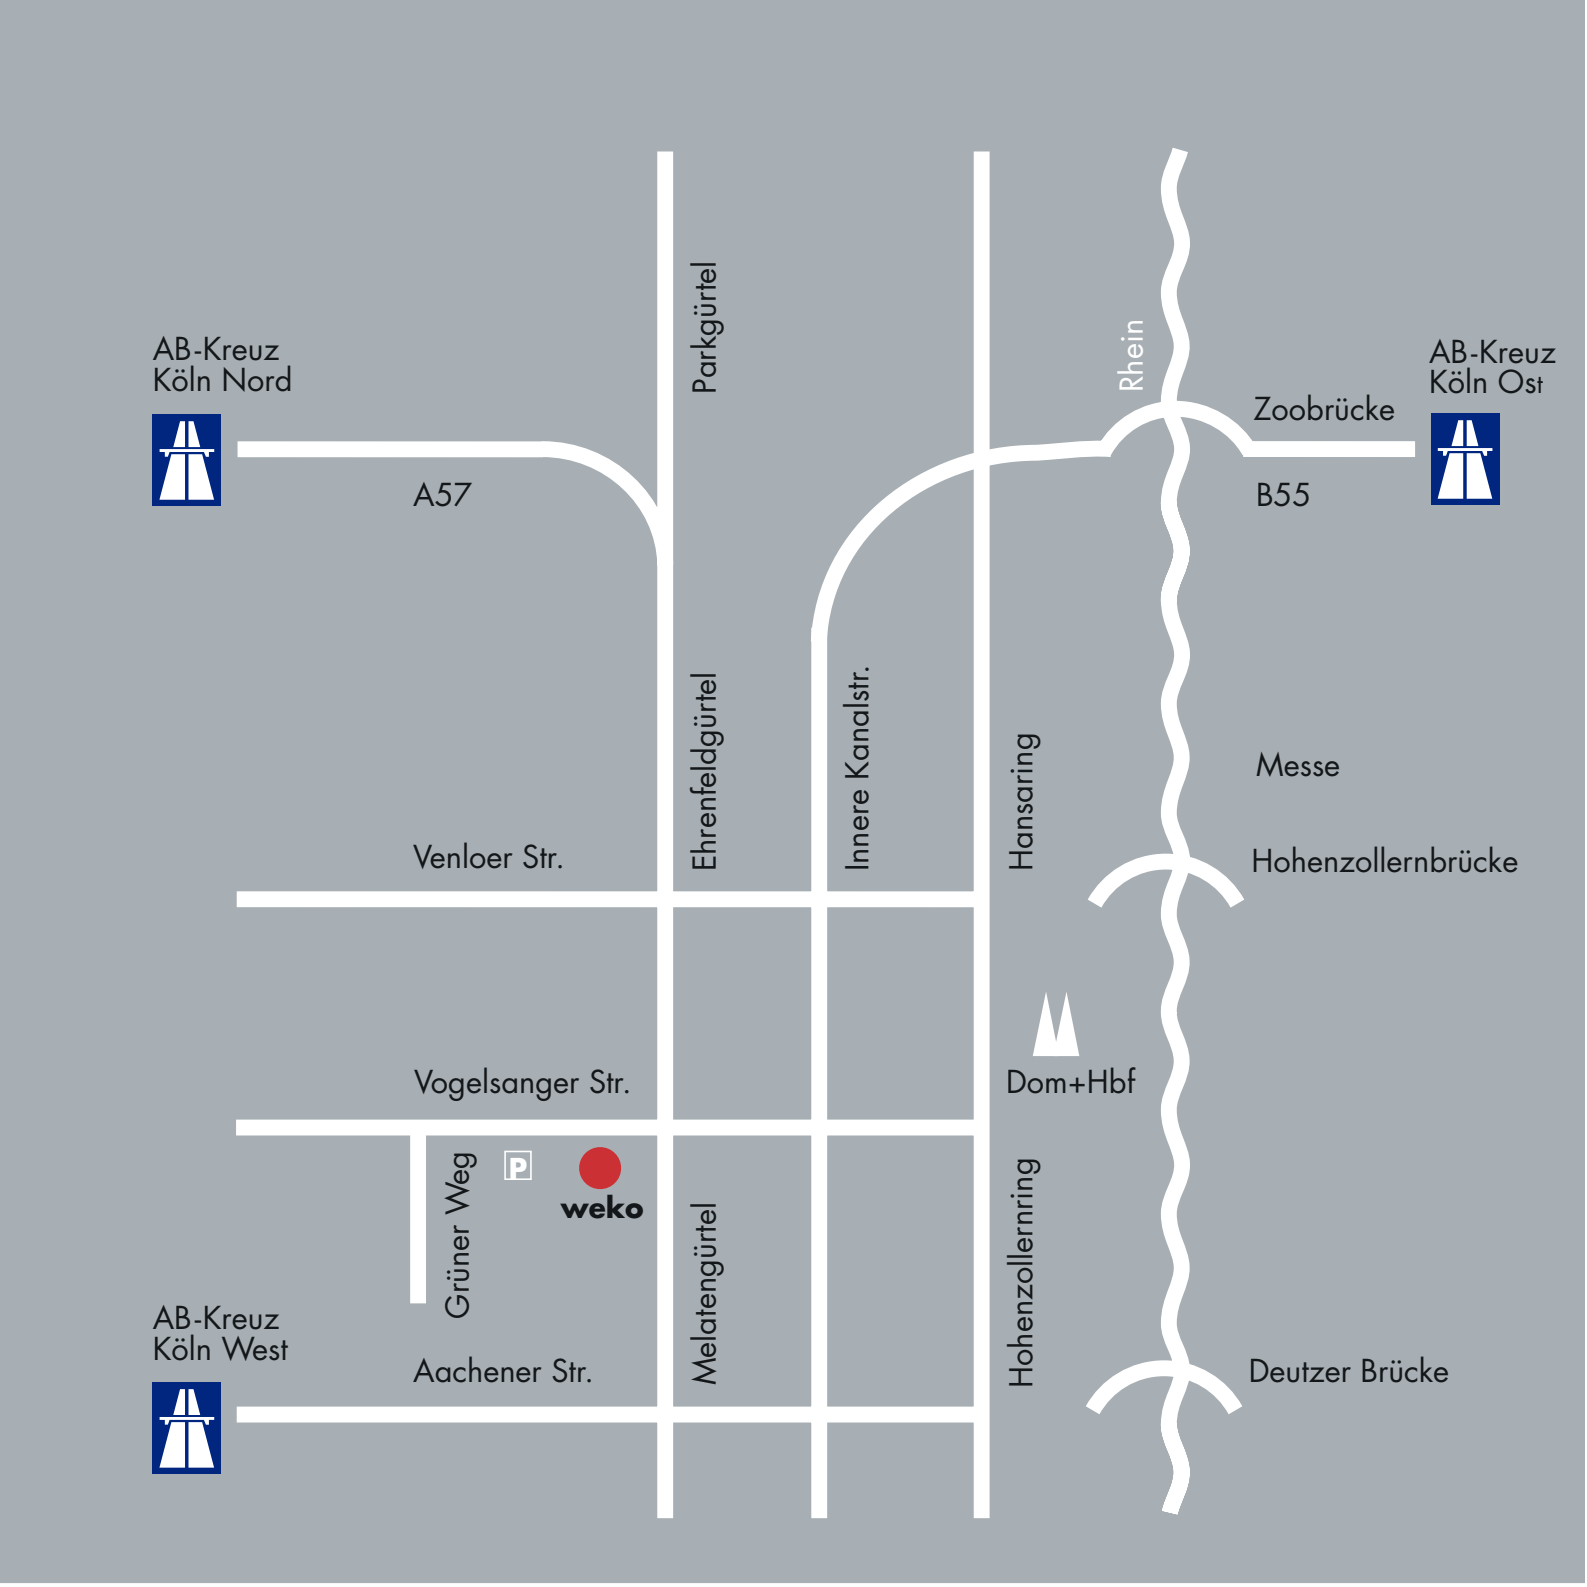 Parkgürtel
Rhein
AB-Kreuz
Köln Nord
AB-Kreuz
Köln Ost
Zoobrücke
A57
B55
Ehrenfeldgürtel
Innere Kanalstr.
Hansaring
Messe
Venloer Str.
Hohenzollernbrücke
Vogelsanger Str.
Dom+Hbf
Grüner Weg
P
weko
Melatengürtel
Hohenzollernring
AB-Kreuz
Köln West
Aachener Str.
Deutzer Brücke